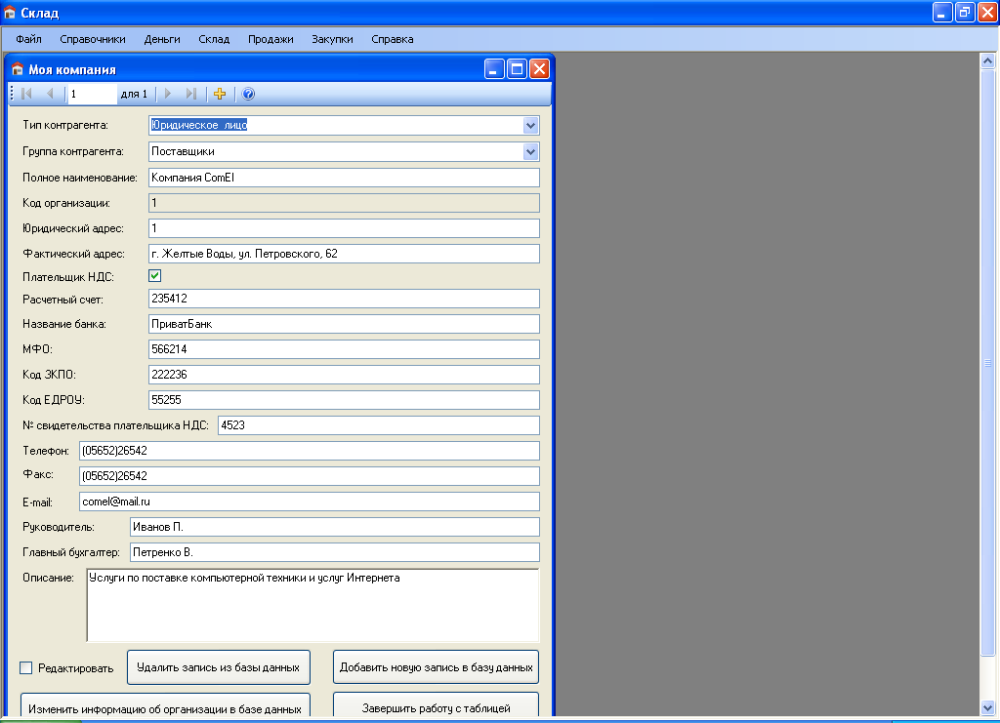 Склад
Файл Справочники Деньги Склад Продажи Закупки Справка
Моя компания
1 для 1
Тип контрагента: Юридическое лицо
Группа контрагента: Поставщики
Полное наименование: Компания ComEl
Код организации: 1
Юридический адрес: 1
Фактический адрес: г. Желтые Воды, ул. Петровского, 62
Плательщик НДС:
Расчетный счет: 235412
Название банка: ПриватБанк
МФО: 566214
Код ЗКПО: 222236
Код ЕДРОУ: 55255
№ свидетельства плательщика НДС: 4523
Телефон: (05652)26542
Факс: (05652)26542
E-mail: comel@mail.ru
Руководитель: Иванов П.
Главный бухгалтер: Петренко В.
Описание: Услуги по поставке компьютерной техники и услуг Интернета
Редактировать Удалить запись из базы данных Добавить новую запись в базу данных
Изменить информацию об организации в базе данных Завершить работу с таблицей